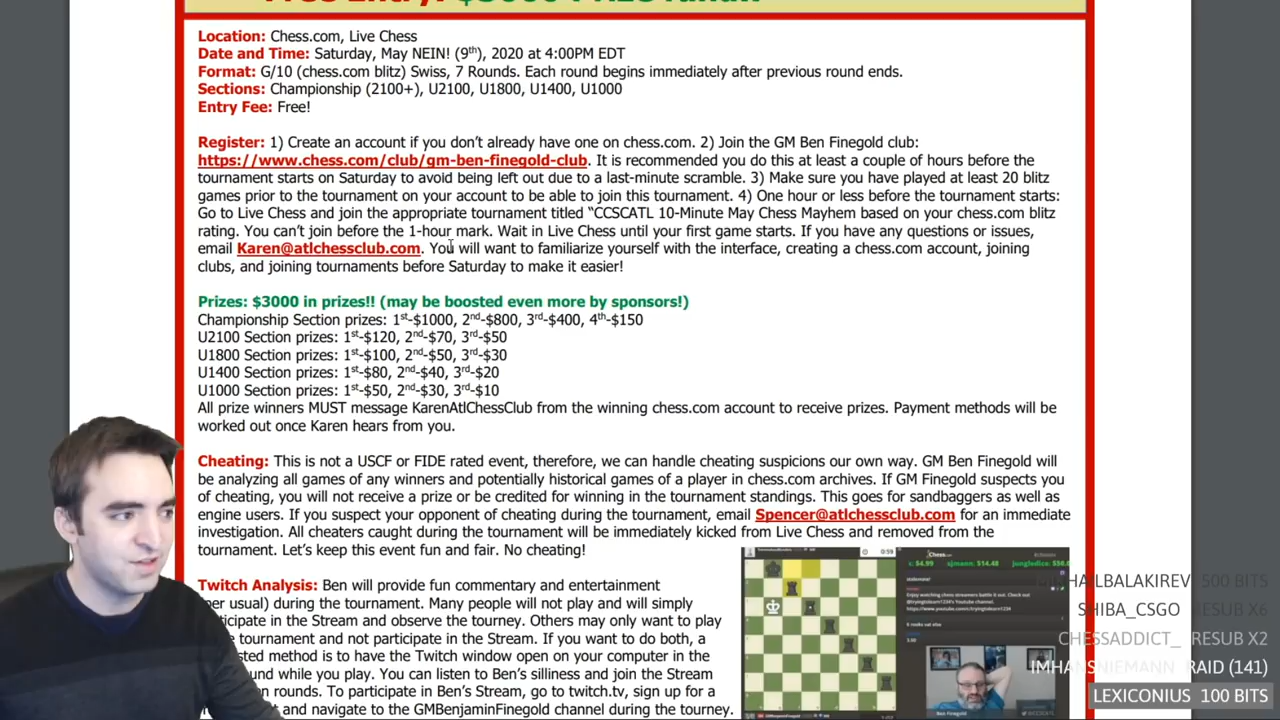 Location: Chess.com, Live Chess
Date and Time: Saturday, May NEIN! (9th), 2020 at 4:00PM EDT
Format: G/10 (chess.com blitz) Swiss, 7 Rounds. Each round begins immediately after previous round ends.
Sections: Championship (2100+), U2100, U1800, U1400, U1000
Entry Fee: Free!
Register: 1) Create an account if you don't already have one on chess.com. 2) Join the GM Ben Finegold club:
https://www.chess.com/club/gm-ben-finegold-club. It is recommended you do this at least a couple of hours before the
tournament starts on Saturday to avoid being left out due to a last-minute scramble. 3) Make sure you have played at least 20 blitz
games prior to the tournament on your account to be able to join this tournament. 4) One hour or less before the tournament starts:
Go to Live Chess and join the appropriate tournament titled “CCSCATL 10-Minute May Chess Mayhem based on your chess.com blitz
rating. You can't join before the 1-hour mark. Wait in Live Chess until your first game starts. If you have any questions or issues,
email Karen@atlchessclub.com. You will want to familiarize yourself with the interface, creating a chess.com account, joining
clubs, and joining tournaments before Saturday to make it easier!
Prizes: $3000 in prizes!! (may be boosted even more by sponsors!)
Championship Section prizes: 1st-$1000, 2nd-$800, 3rd-$400, 4th-$150
U2100 Section prizes: 1st-$120, 2nd-$70, 3rd-$50
U1800 Section prizes: 1st-$100, 2nd-$50, 3rd-$30
U1400 Section prizes: 1st-$80, 2nd-$40, 3rd-$20
U1000 Section prizes: 1st-$50, 2nd-$30, 3rd-$10
All prize winners MUST message KarenAtlChessClub from the winning chess.com account to receive prizes. Payment methods will be
worked out once Karen hears from you.
Cheating: This is not a USCF or FIDE rated event, therefore, we can handle cheating suspicions our own way. GM Ben Finegold will
be analyzing all games of any winners and potentially historical games of a player in chess.com archives. If GM Finegold suspects you
of cheating, you will not receive a prize or be credited for winning in the tournament standings. This goes for sandbaggers as well as
engine users. If you suspect your opponent of cheating during the tournament, email Spencer@atlchessclub.com for an immediate
investigation. All cheaters caught during the tournament will be immediately kicked from Live Chess and removed from the
tournament. Let's keep this event fun and fair. No cheating!
Twitch Analysis: Ben will provide fun commentary and entertainment
per usual) during the tournament. Many people will not play and will simply
icipate in the Stream and observe the tourney. Others may only want to play
tournament and not participate in the Stream. If you want to do both, a
sted method is to have the Twitch window open on your computer in the
und while you play. You can listen to Ben's silliness and join the Stream
n rounds. To participate in Ben's Stream, go to twitch.tv, sign up for a
t and navigate to the GMBenjaminFinegold channel during the tourney.
0:59
Chess.com
sjmann: $14.48
Ben Finegold
500 BITS
SHIBA_CSGO RESUB X6
CHESSADDICT_ RESUB X2
IMHANSNIEMANN RAID (141)
LEXICONIUS 100 BITS